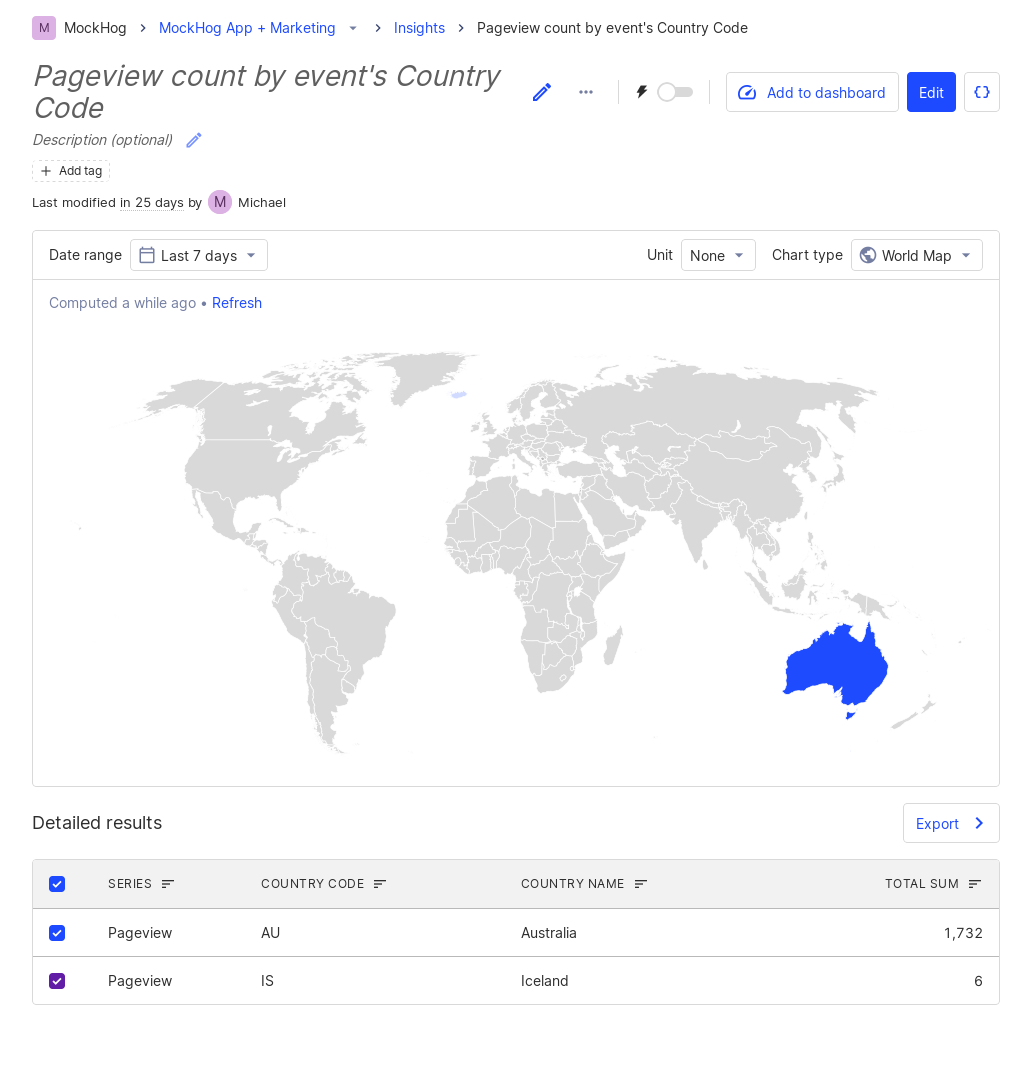 M MockHog MockHog App + Marketing Insights Pageview count by event's Country Code
Pageview count by event's Country
Code
Add to dashboard Edit
Description (optional)
Add tag
Last modified in 25 days by M Michael
Date range Last 7 days Unit None Chart type World Map
Computed a while ago • Refresh
Detailed results Export
SERIES COUNTRY CODE COUNTRY NAME TOTAL SUM
Pageview AU Australia 1,732
Pageview IS Iceland 6